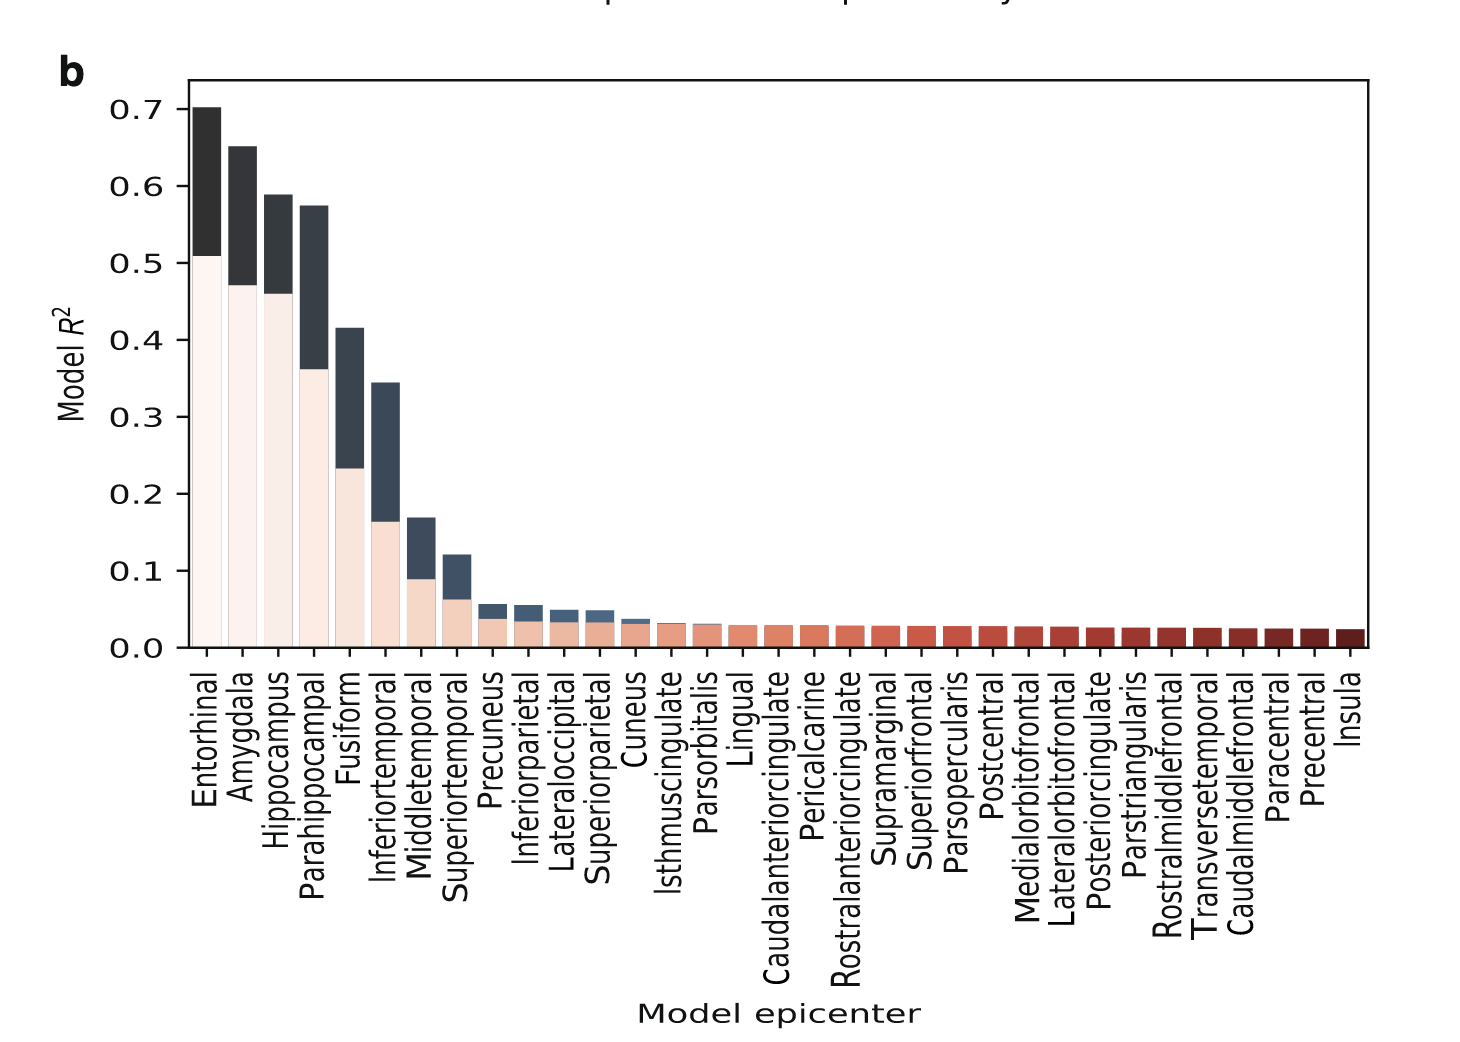 b
0.7
0.6
0.5
0.4
0.3
0.2
0.1
0.0
Model R²
Entorhinal
Amygdala
Hippocampus
Parahippocampal
Fusiform
Inferiortemporal
Middletemporal
Superiortemporal
Precuneus
Inferiorparietal
Lateraloccipital
Superiorparietal
Cuneus
Isthmuscingulate
Parsorbitalis
Lingual
Caudalanteriorcingulate
Pericalcarine
Rostralanteriorcingulate
Supramarginal
Superiorfrontal
Parsopercularis
Postcentral
Medialorbitofrontal
Lateralorbitofrontal
Posteriorcingulate
Parstriangularis
Rostralmiddlefrontal
Transversetemporal
Caudalmiddlefrontal
Paracentral
Precentral
Insula
Model epicenter